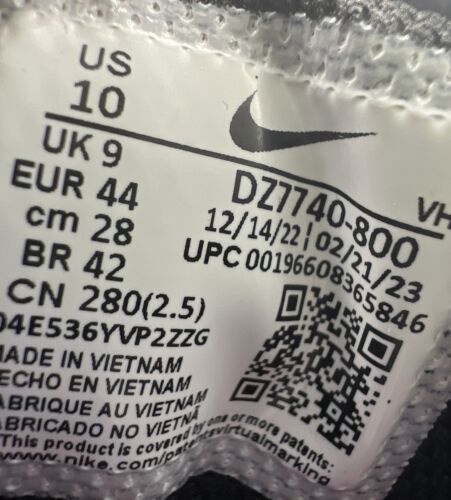 US
10
UK 9
EUR 44
cm 28
BR 42
CN 280(2.5)
04E536YVP2ZZG
MADE IN VIETNAM
HECHO EN VIETNAM
FABRIQUE AU VIETNAM
FABRICADO NO VIETNÃ
This product is covered by one or more patents:
www.nike.com/patentsvirtualmarking
VH
DZ7740-800
12/14/22 | 02/21/23
UPC 00196608365846